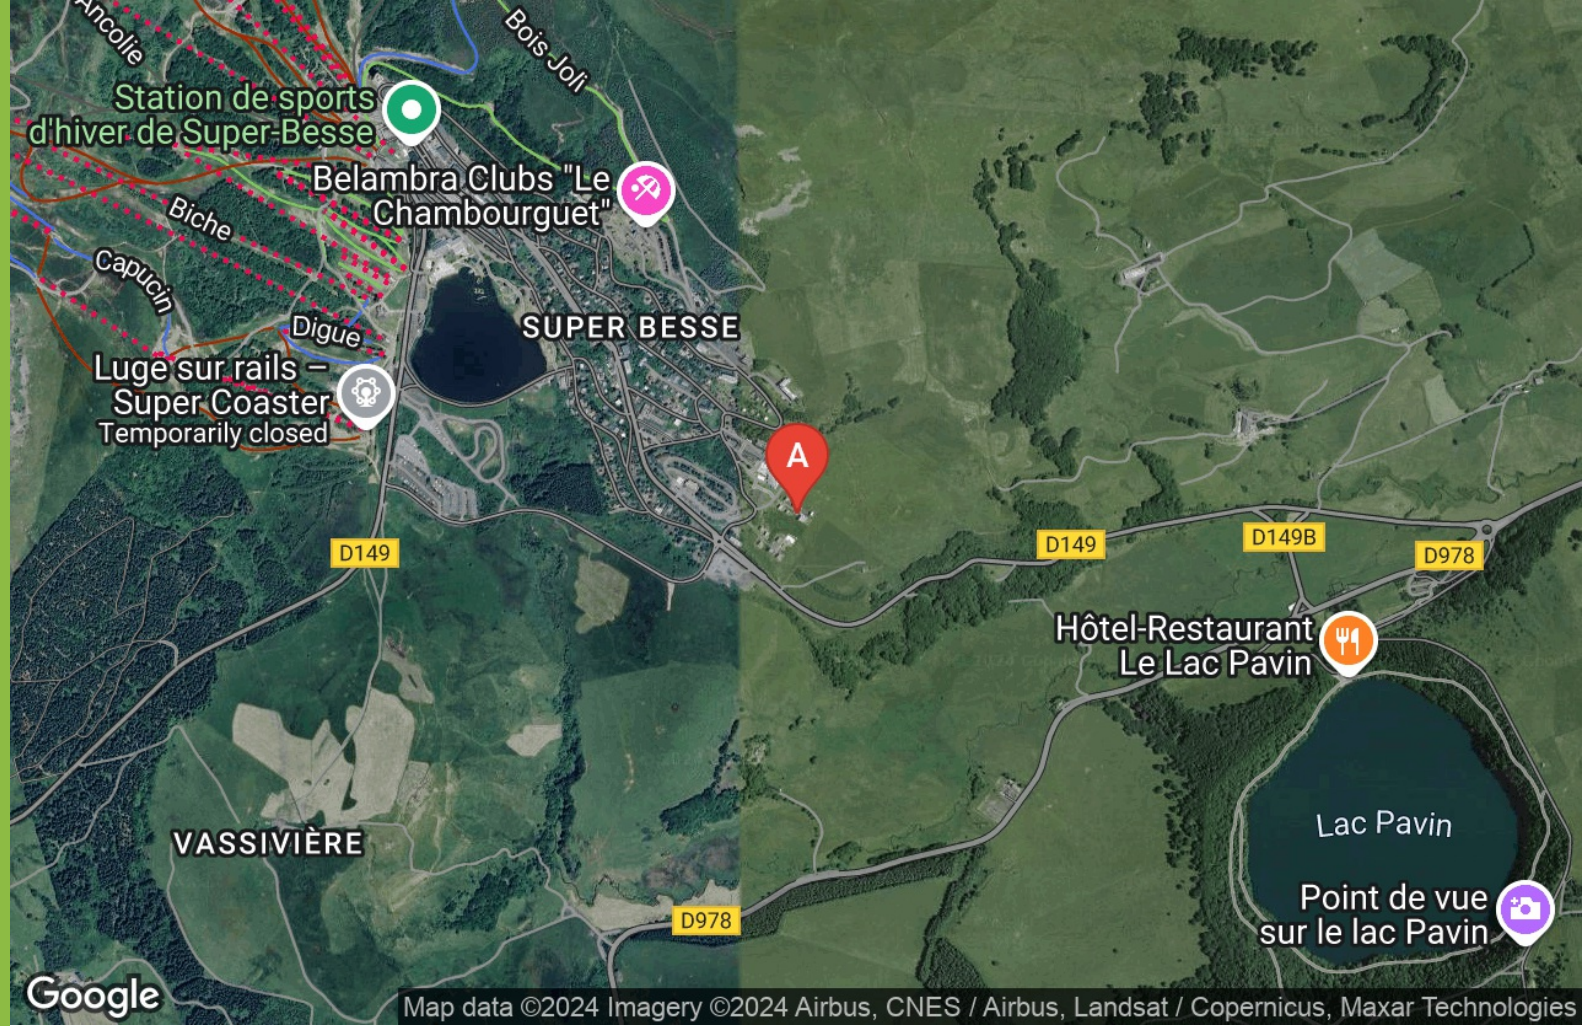 Ancolie
Bois Joli
Station de sports
d'hiver de Super-Besse
Belambra Clubs "Le
Chambourguet"
Biche
Capucin
Digue
SUPER BESSE
Luge sur rails –
Super Coaster
Temporarily closed
A
D149
D149
D149B
D978
Hôtel-Restaurant
Le Lac Pavin
Lac Pavin
VASSIVIÈRE
Point de vue
sur le lac Pavin
D978
Google
Map data ©2024 Imagery ©2024 Airbus, CNES / Airbus, Landsat / Copernicus, Maxar Technologies